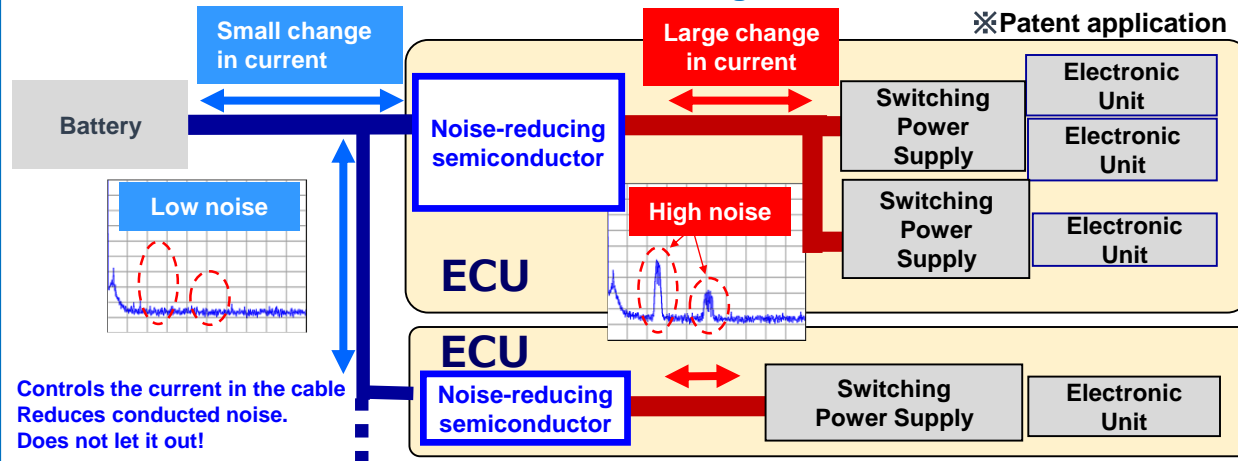 Small change
in current
Large change
in current
※Patent application
Battery
Noise-reducing
semiconductor
Switching
Power
Supply
Electronic
Unit
Electronic
Unit
Low noise
High noise
Switching
Power
Supply
Electronic
Unit
ECU
ECU
Controls the current in the cable
Reduces conducted noise.
Does not let it out!
Noise-reducing
semiconductor
Switching
Power Supply
Electronic
Unit